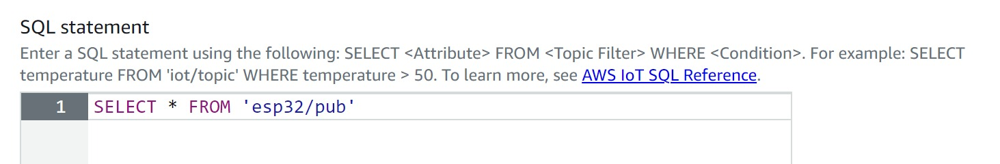 SQL statement
Enter a SQL statement using the following: SELECT <Attribute> FROM <Topic Filter> WHERE <Condition>. For example: SELECT
temperature FROM 'iot/topic' WHERE temperature > 50. To learn more, see AWS IoT SQL Reference.
1 SELECT * FROM 'esp32/pub'